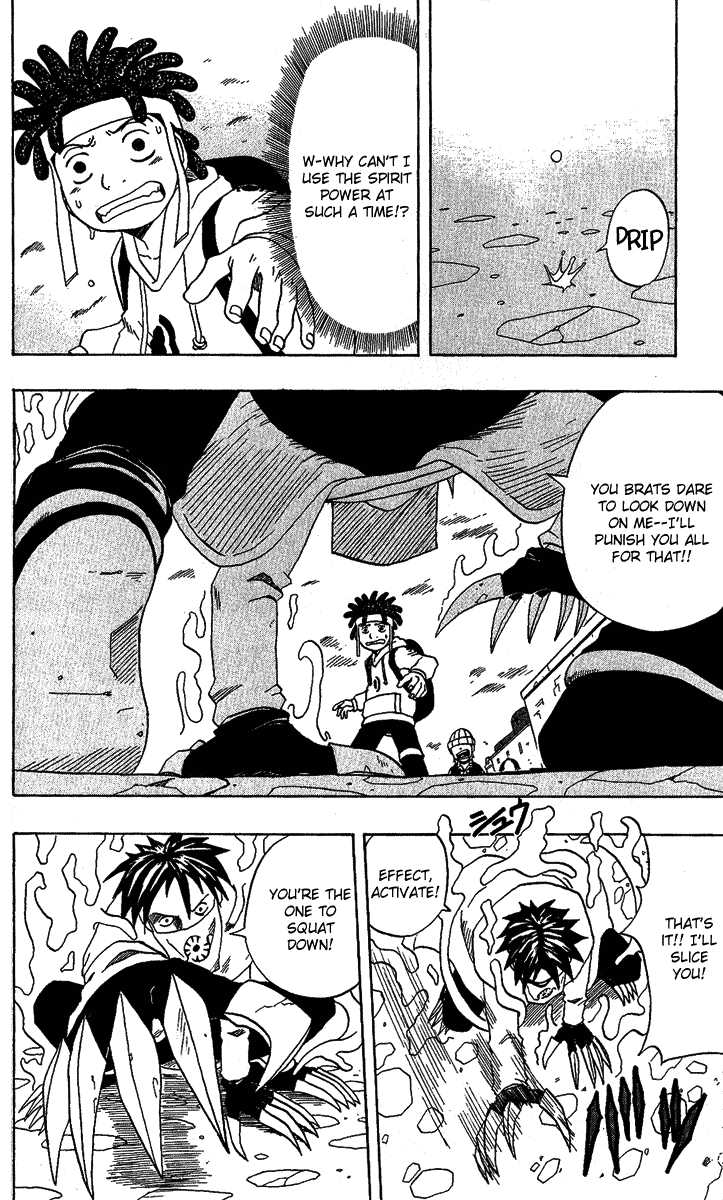 DRIP
W-WHY CAN'T I
USE THE SPIRIT
POWER AT
SUCH A TIME!?
YOU BRATS DARE
TO LOOK DOWN
ON ME--I'LL
PUNISH YOU ALL
FOR THAT!!
シュウ
THAT'S
IT!! I'LL
SLICE
YOU!
EFFECT,
ACTIVATE!
YOU'RE THE
ONE TO
SQUAT
DOWN!